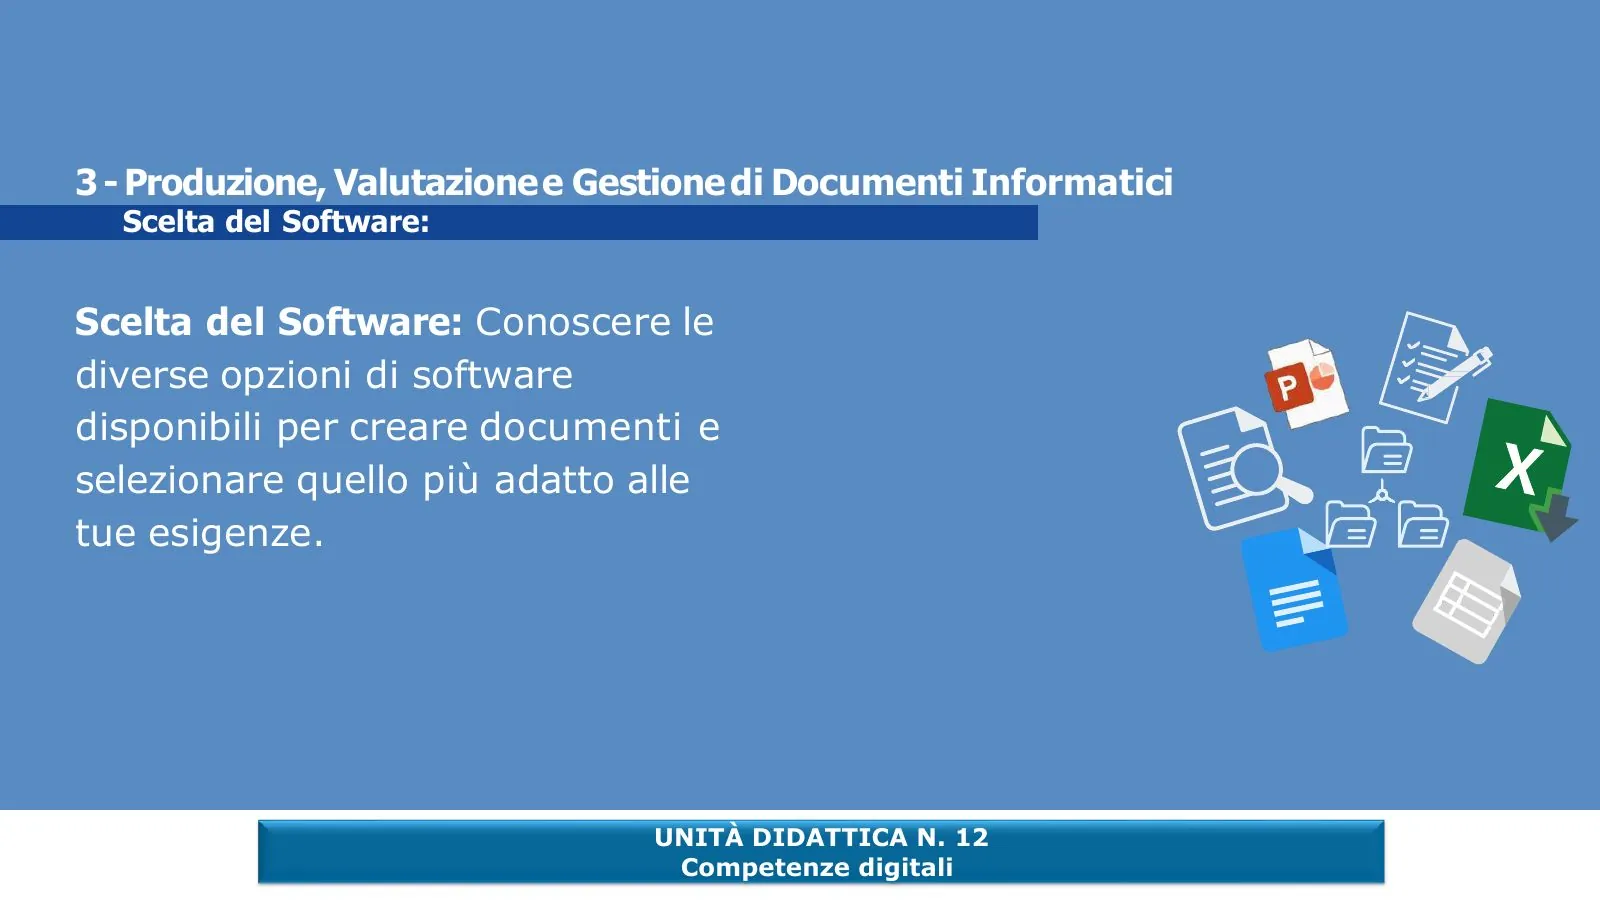 3 - Produzione, Valutazione e Gestione di Documenti Informatici
Scelta del Software:
Scelta del Software: Conoscere le
diverse opzioni di software
disponibili per creare documenti e
selezionare quello più adatto alle
tue esigenze.
P
X
UNITÀ DIDATTICA N. 12
Competenze digitali